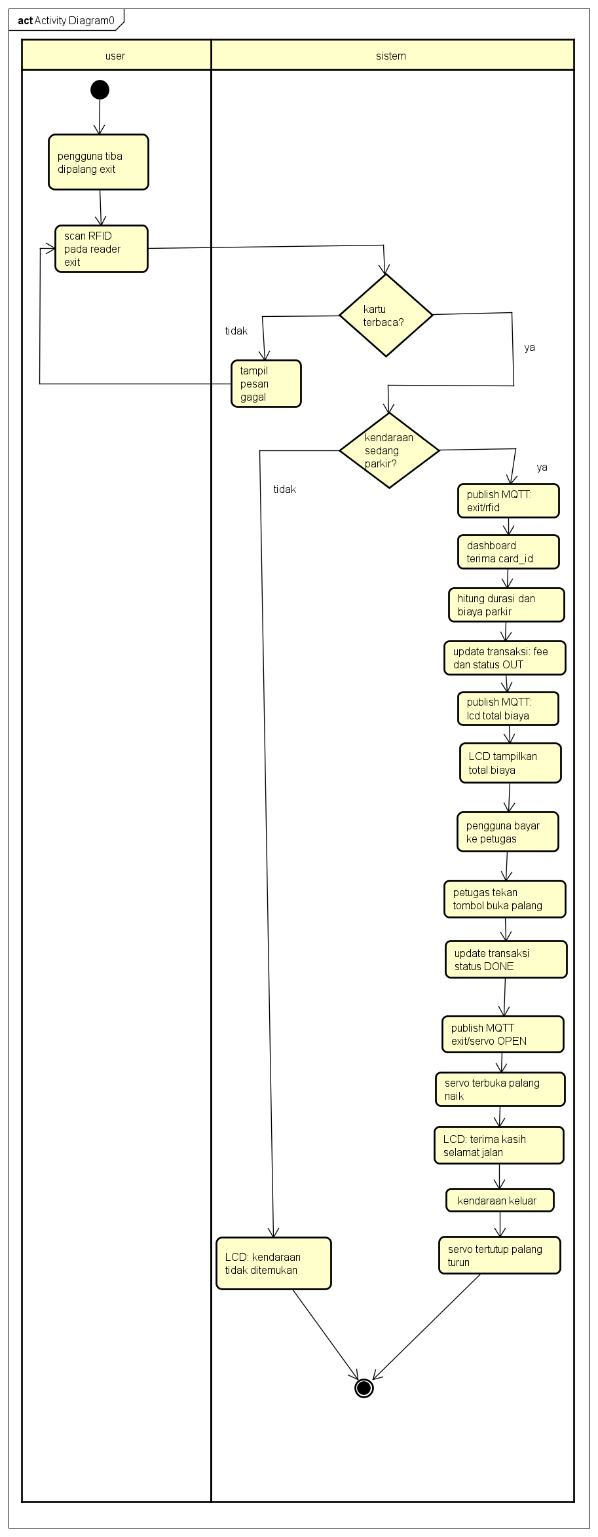 act Activity Diagram0
user
sistem
pengguna tiba
dipalang exit
scan RFID
pada reader
exit
kartu
terbaca?
tidak
ya
tampil
pesan
gagal
kendaraan
sedang
parkir?
tidak
ya
publish MQTT:
exit/rfid
dashboard
terima card_id
hitung durasi dan
biaya parkir
update transaksi: fee
dan status OUT
publish MQTT:
lcd total biaya
LCD tampilkan
total biaya
pengguna bayar
ke petugas
petugas tekan
tombol buka palang
update transaksi
status DONE
publish MQTT
exit/servo OPEN
servo terbuka palang
naik
LCD: terima kasih
selamat jalan
kendaraan keluar
LCD: kendaraan
tidak ditemukan
servo tertutup palang
turun